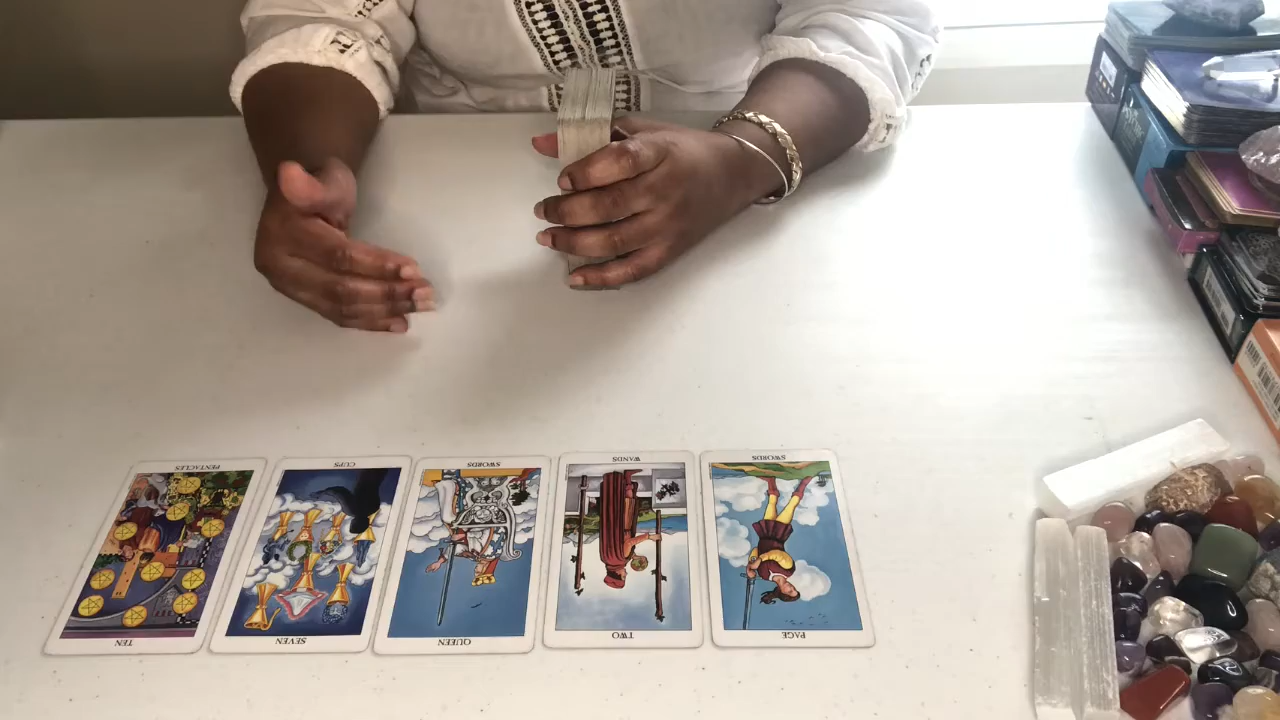 PENTACLES
TEN
CUPS
SEVEN
SWORDS
QUEEN
WANDS
TWO
SWORDS
PAGE